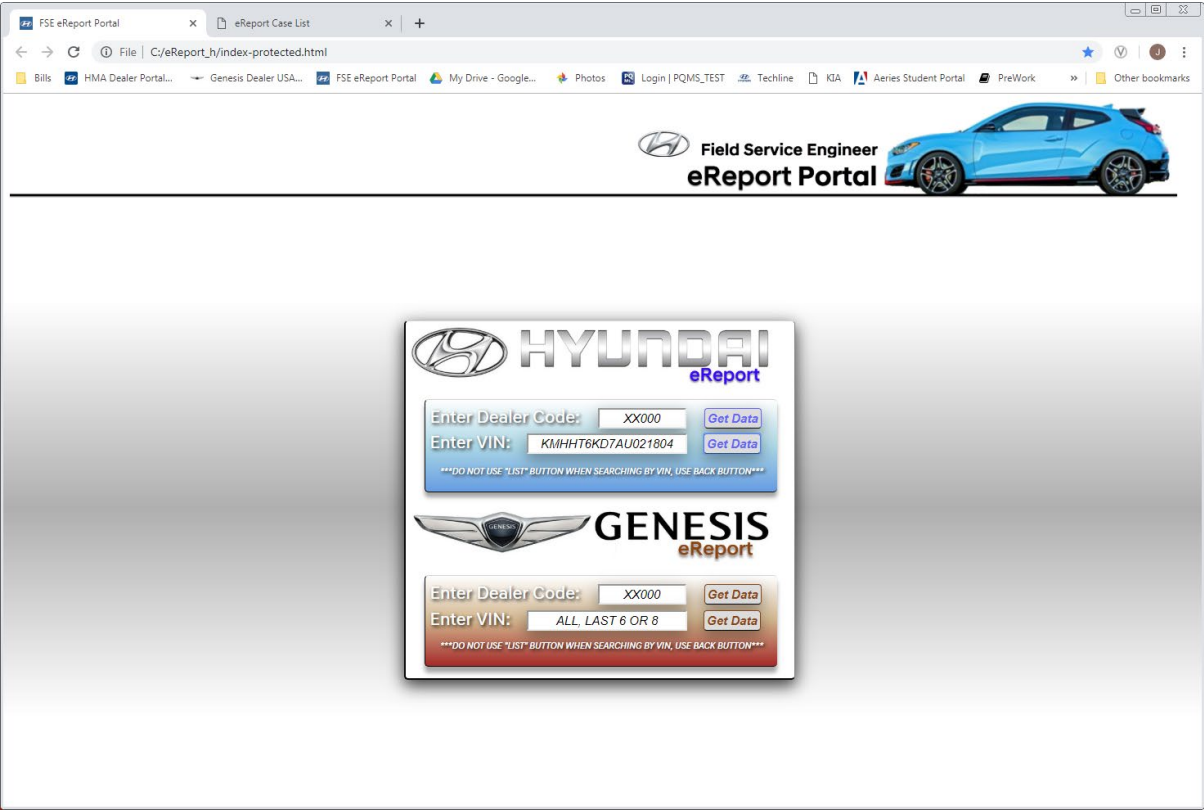 FSE eReport Portal
eReport Case List
File | C:/eReport_h/index-protected.html
J
Bills HMA Dealer Portal... Genesis Dealer USA... FSE eReport Portal My Drive - Google... Photos Login | PQMS_TEST Techline KIA Aeries Student Portal PreWork » Other bookmarks
Field Service Engineer
eReport Portal
HYUNDAI
eReport
Enter Dealer Code: XX000 Get Data
Enter VIN: KMHHT6KD7AU021804 Get Data
***DO NOT USE "LIST" BUTTON WHEN SEARCHING BY VIN, USE BACK BUTTON***
GENESIS GENESIS
eReport
Enter Dealer Code: XX000 Get Data
Enter VIN: ALL, LAST 6 OR 8 Get Data
***DO NOT USE "LIST" BUTTON WHEN SEARCHING BY VIN, USE BACK BUTTON***